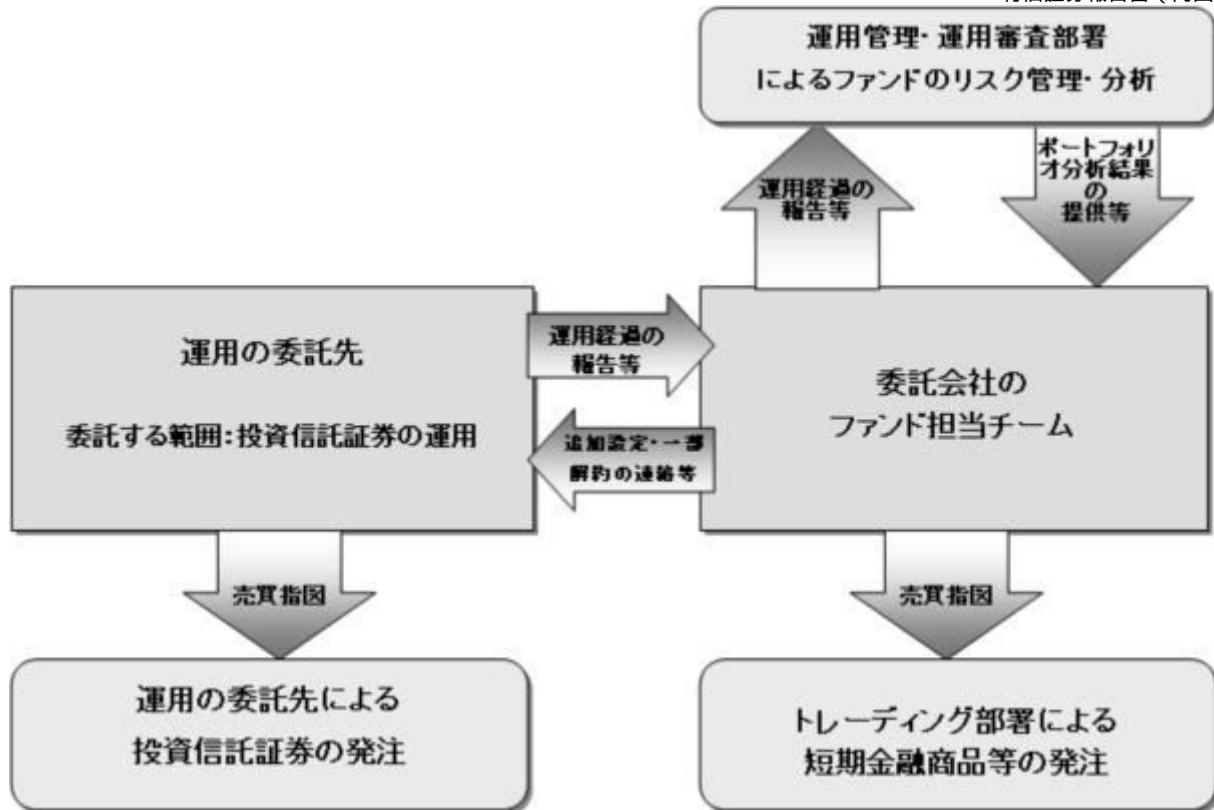 運用管理・運用審査部署
によるファンドのリスク管理・分析
運用経過の
報告等
ポートフォリ
オ分析結果
の
提供等
運用の委託先
委託する範囲:投資信託証券の運用
運用経過の
報告等
追加設定・一部
解約の連絡等
委託会社の
ファンド担当チーム
売買指図
売買指図
運用の委託先による
投資信託証券の発注
トレーディング部署による
短期金融商品等の発注